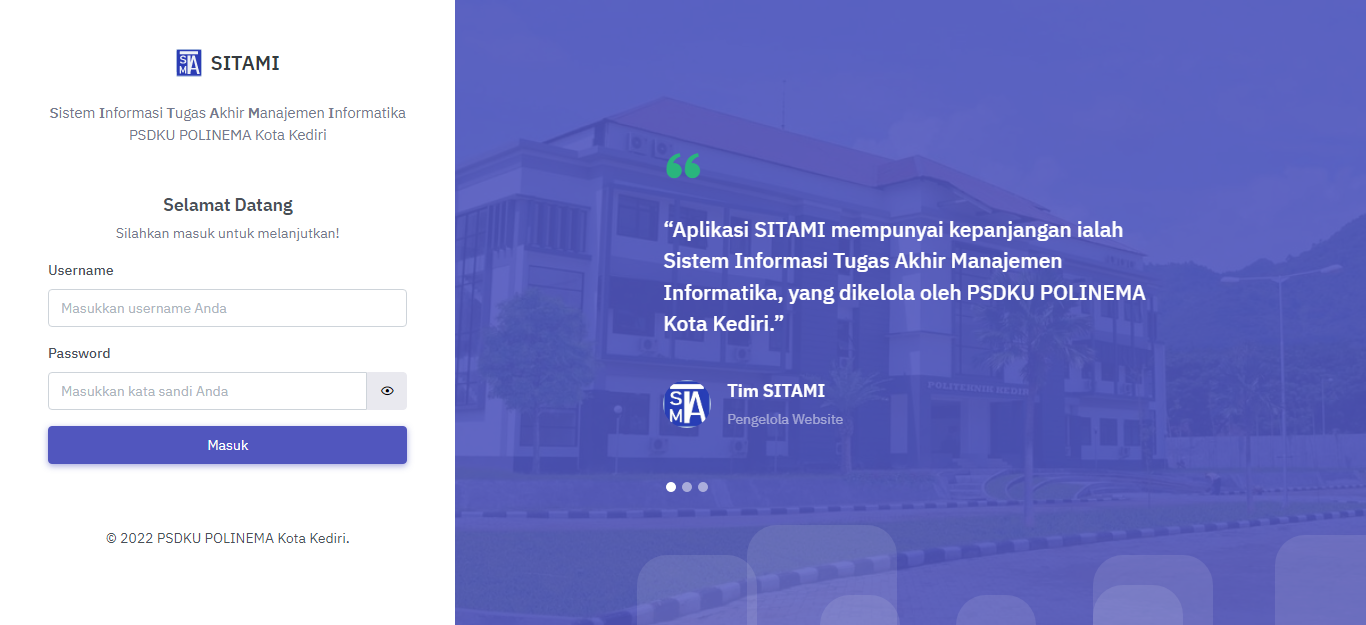 SITAMI
Sistem Informasi Tugas Akhir Manajemen Informatika
PSDKU POLINEMA Kota Kediri
Selamat Datang
Silahkan masuk untuk melanjutkan!
Username
Masukkan username Anda
Password
Masukkan kata sandi Anda
Masuk
© 2022 PSDKU POLINEMA Kota Kediri.
“Aplikasi SITAMI mempunyai kepanjangan ialah
Sistem Informasi Tugas Akhir Manajemen
Informatika, yang dikelola oleh PSDKU POLINEMA
Kota Kediri.”
Tim SITAMI
Pengelola Website
POLITEKNIK KEDIRI